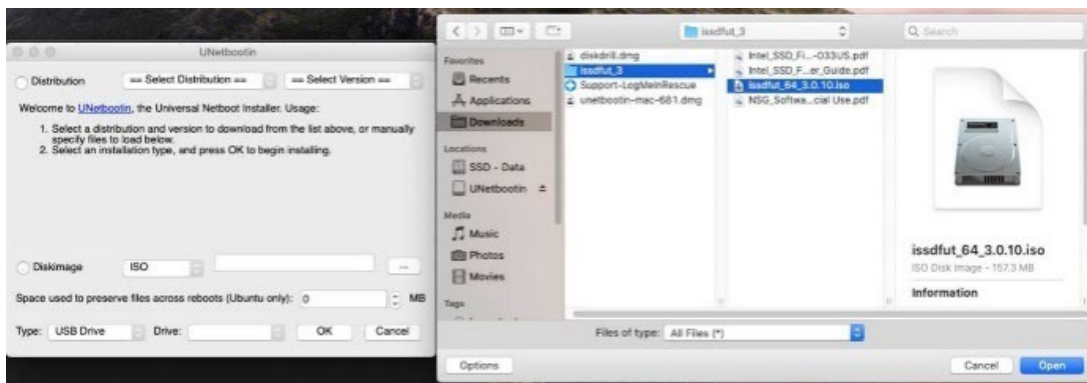 UNetbootin
Distribution
== Select Distribution ==
== Select Version ==
Welcome to UNetbootin, the Universal Netboot Installer. Usage:
1. Select a distribution and version to download from the list above, or manually
specify files to load below.
2. Select an installation type, and press OK to begin installing.
Diskimage
ISO
...
Space used to preserve files across reboots (Ubuntu only): 0 MB
Type: USB Drive Drive: OK Cancel
issdfut_3
Search
Favorites
Recents
Applications
Downloads
Locations
SSD - Data
UNetbootin
Media
Music
Photos
Movies
Tags
diskdrill.dmg
issdfut_3
Support-LogMeInRescue
unetbootin-mac-681.dmg
Intel_SSD_Fi...-033US.pdf
Intel_SSD_F...er_Guide.pdf
issdfut_64_3.0.10.iso
NSG_Softwa...cial Use.pdf
issdfut_64_3.0.10.iso
ISO Disk Image - 157.3 MB
Information
Files of type: All Files (*)
Options
Cancel
Open